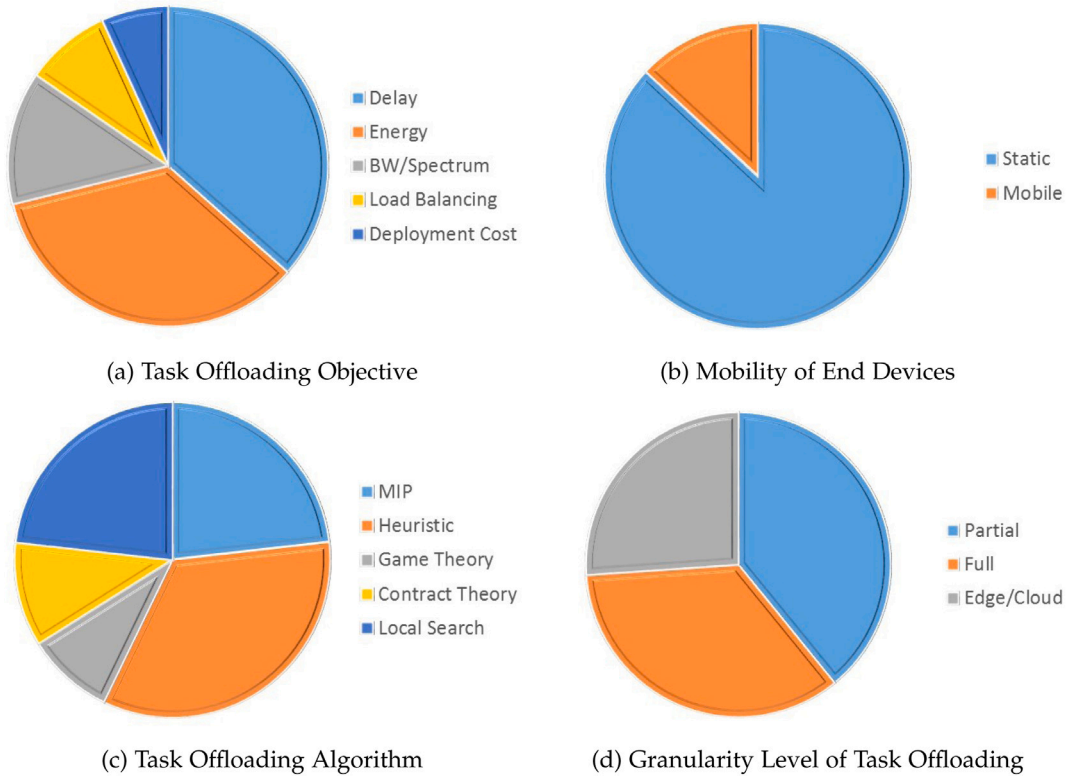 Delay
Energy
BW/Spectrum
Load Balancing
Deployment Cost
Static
Mobile
(a) Task Offloading Objective
(b) Mobility of End Devices
MIP
Heuristic
Game Theory
Contract Theory
Local Search
Partial
Full
Edge/Cloud
(c) Task Offloading Algorithm
(d) Granularity Level of Task Offloading